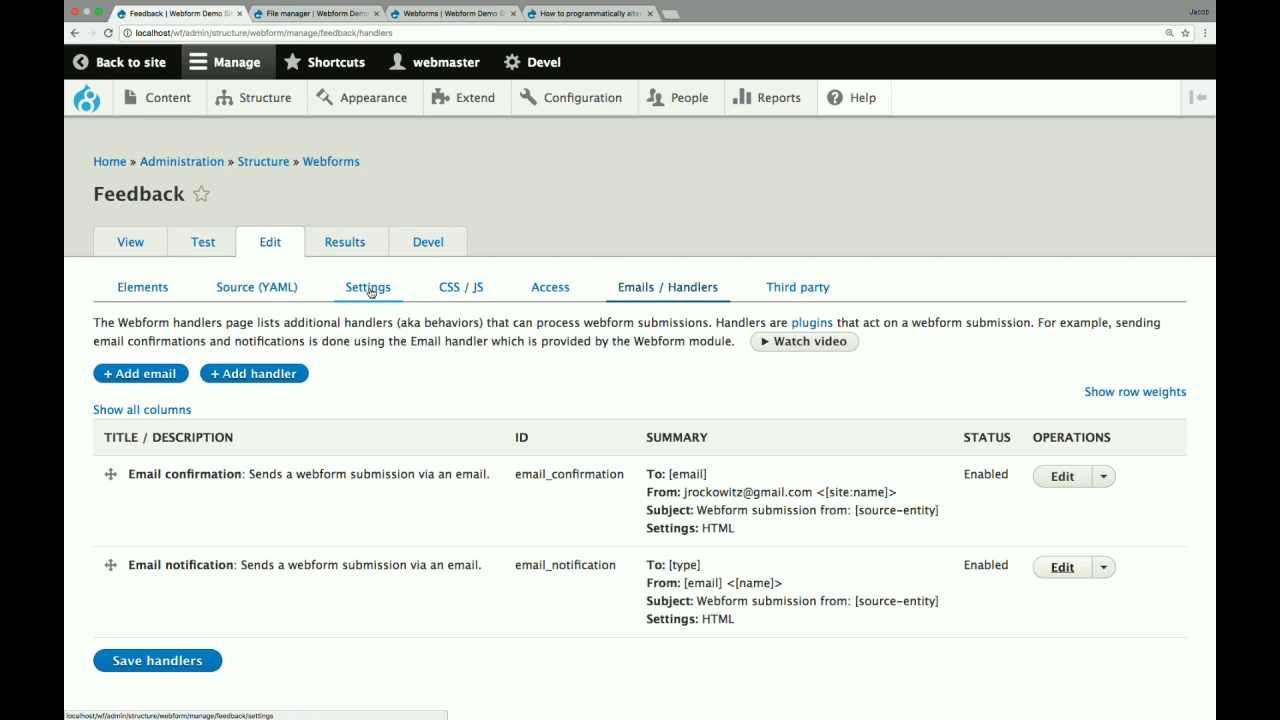 Feedback | Webform Demo Si
File manager | Webform Demo
Webforms | Webform Demo S
How to programmatically alter
Jacob
localhost/wf/admin/structure/webform/manage/feedback/handlers
Back to site
Manage
Shortcuts
webmaster
Devel
Content
Structure
Appearance
Extend
Configuration
People
Reports
Help
Home » Administration » Structure » Webforms
Feedback
View
Test
Edit
Results
Devel
Elements
Source (YAML)
Settings
CSS / JS
Access
Emails / Handlers
Third party
The Webform handlers page lists additional handlers (aka behaviors) that can process webform submissions. Handlers are plugins that act on a webform submission. For example, sending
email confirmations and notifications is done using the Email handler which is provided by the Webform module.
Watch video
+ Add email
+ Add handler
Show row weights
Show all columns
TITLE / DESCRIPTION
ID
SUMMARY
STATUS
OPERATIONS
Email confirmation: Sends a webform submission via an email.
email_confirmation
To: [email]
From: jrockowitz@gmail.com <[site:name]>
Subject: Webform submission from: [source-entity]
Settings: HTML
Enabled
Edit
Email notification: Sends a webform submission via an email.
email_notification
To: [type]
From: [email] <[name]>
Subject: Webform submission from: [source-entity]
Settings: HTML
Enabled
Edit
Save handlers
localhost/wf/admin/structure/webform/manage/feedback/settings